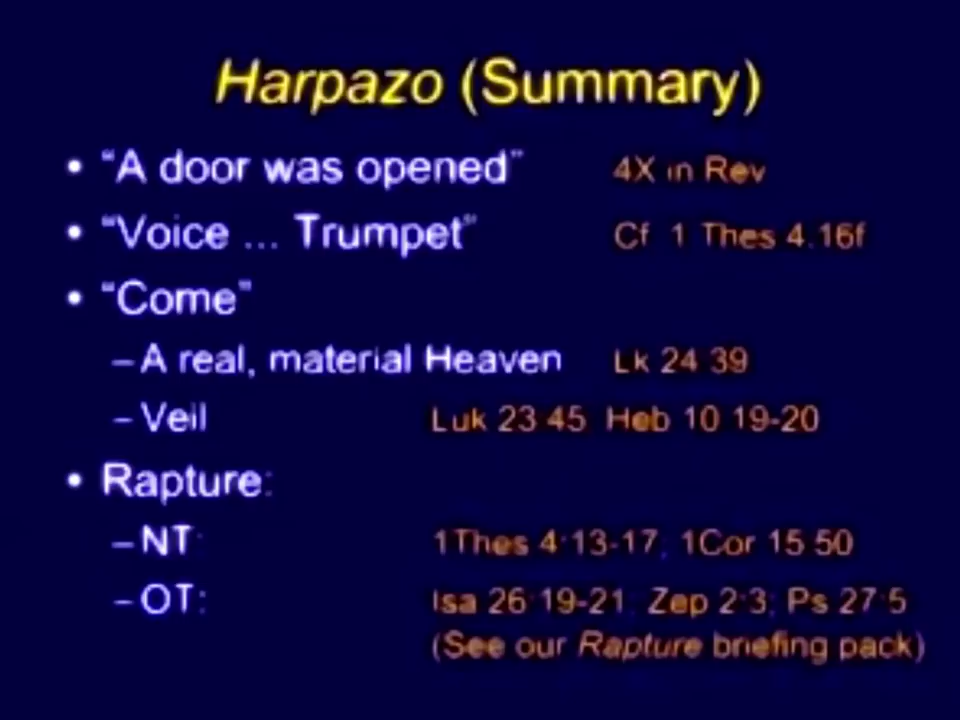 Harpazo (Summary)
• "A door was opened" 4X in Rev
• "Voice ... Trumpet" Cf 1 Thes 4.16f
• "Come"
– A real, material Heaven Lk 24 39
– Veil Luk 23 45 Heb 10 19-20
• Rapture:
– NT: 1Thes 4:13-17; 1Cor 15 50
– OT: Isa 26:19-21; Zep 2:3; Ps 27:5
(See our Rapture briefing pack)